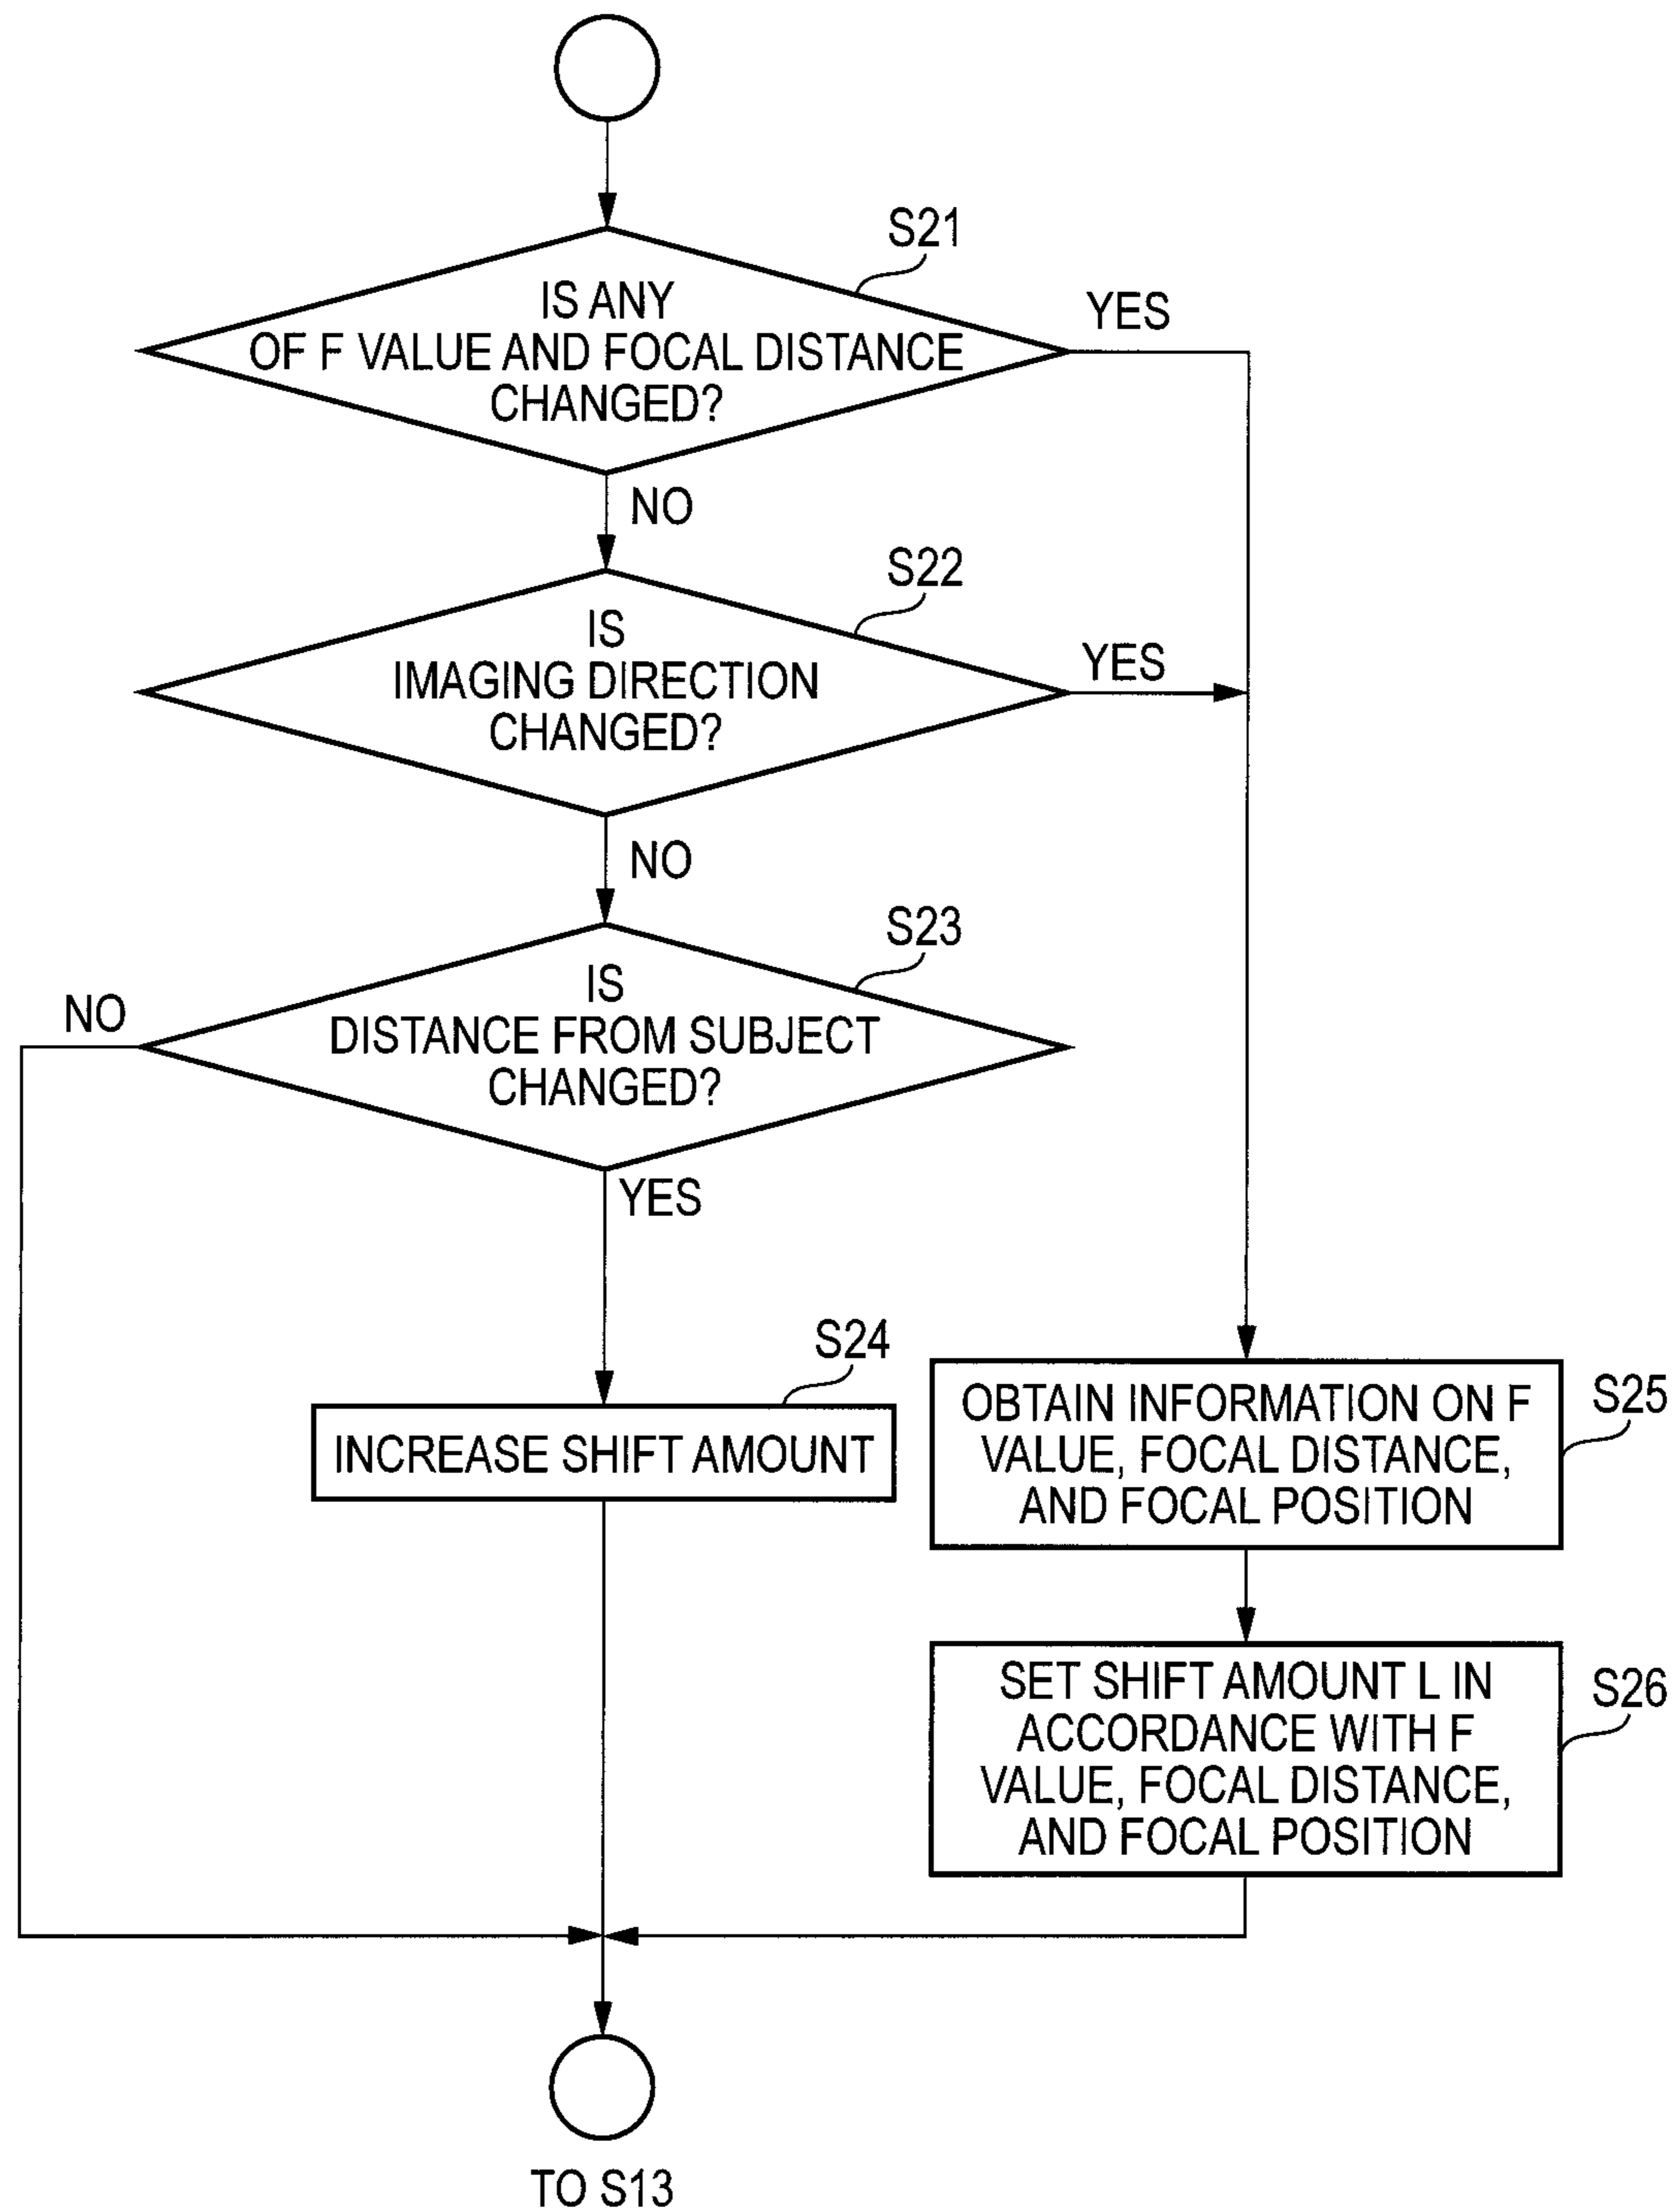 S21
IS ANY
OF F VALUE AND FOCAL DISTANCE
CHANGED?
YES
NO
S22
IS
IMAGING DIRECTION
CHANGED?
YES
NO
S23
IS
DISTANCE FROM SUBJECT
CHANGED?
NO
YES
S24
INCREASE SHIFT AMOUNT
OBTAIN INFORMATION ON F
VALUE, FOCAL DISTANCE,
AND FOCAL POSITION
S25
SET SHIFT AMOUNT L IN
ACCORDANCE WITH F
VALUE, FOCAL DISTANCE,
AND FOCAL POSITION
S26
TO S13